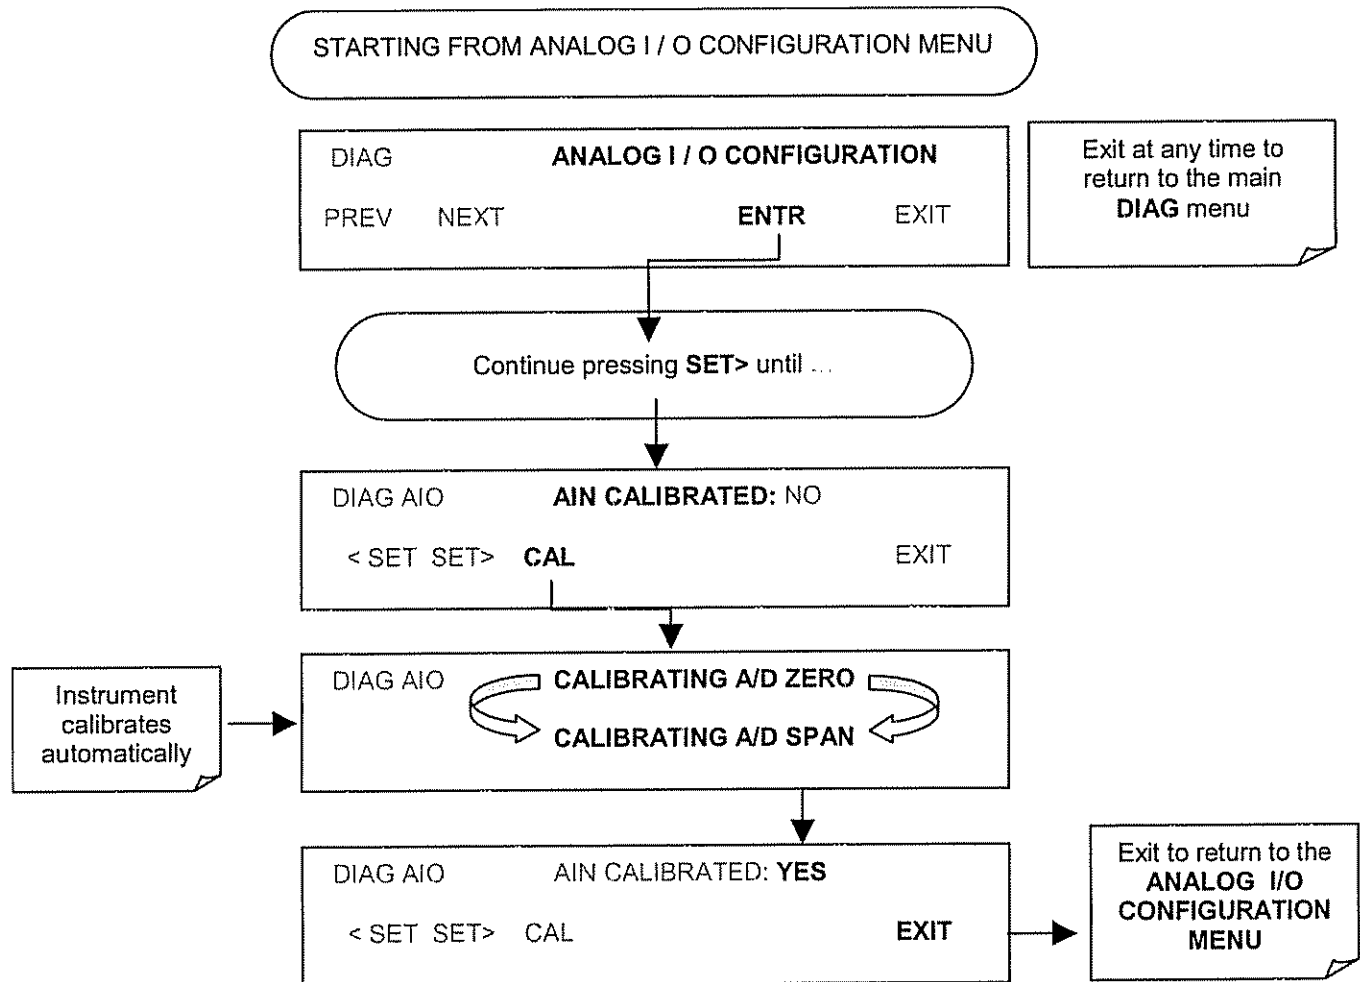 STARTING FROM ANALOG I / O CONFIGURATION MENU
DIAG ANALOG I / O CONFIGURATION
PREV NEXT ENTR EXIT
Exit at any time to
return to the main
DIAG menu
Continue pressing SET> until ...
DIAG AIO AIN CALIBRATED: NO
< SET SET> CAL EXIT
Instrument
calibrates
automatically
DIAG AIO CALIBRATING A/D ZERO
CALIBRATING A/D SPAN
DIAG AIO AIN CALIBRATED: YES
< SET SET> CAL EXIT
Exit to return to the
ANALOG I/O
CONFIGURATION
MENU